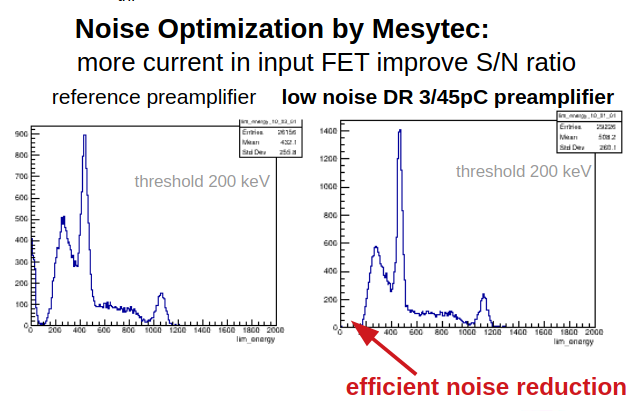 Noise Optimization by Mesytec:
more current in input FET improve S/N ratio
reference preamplifier
low noise DR 3/45pC preamplifier
Entries 26156
Mean 432.1
Std Dev 255.8
threshold 200 keV
900
800
700
600
500
400
300
200
100
0
0 200 400 600 800 1000 1200 1400 1600 1800 2000
lim_energy
Entries 29226
Mean 508.2
Std Dev 260.1
threshold 200 keV
1400
1200
1000
800
600
400
200
0
0 200 400 600 800 1000 1200 1400 1600 1800 2000
lim_energy
efficient noise reduction